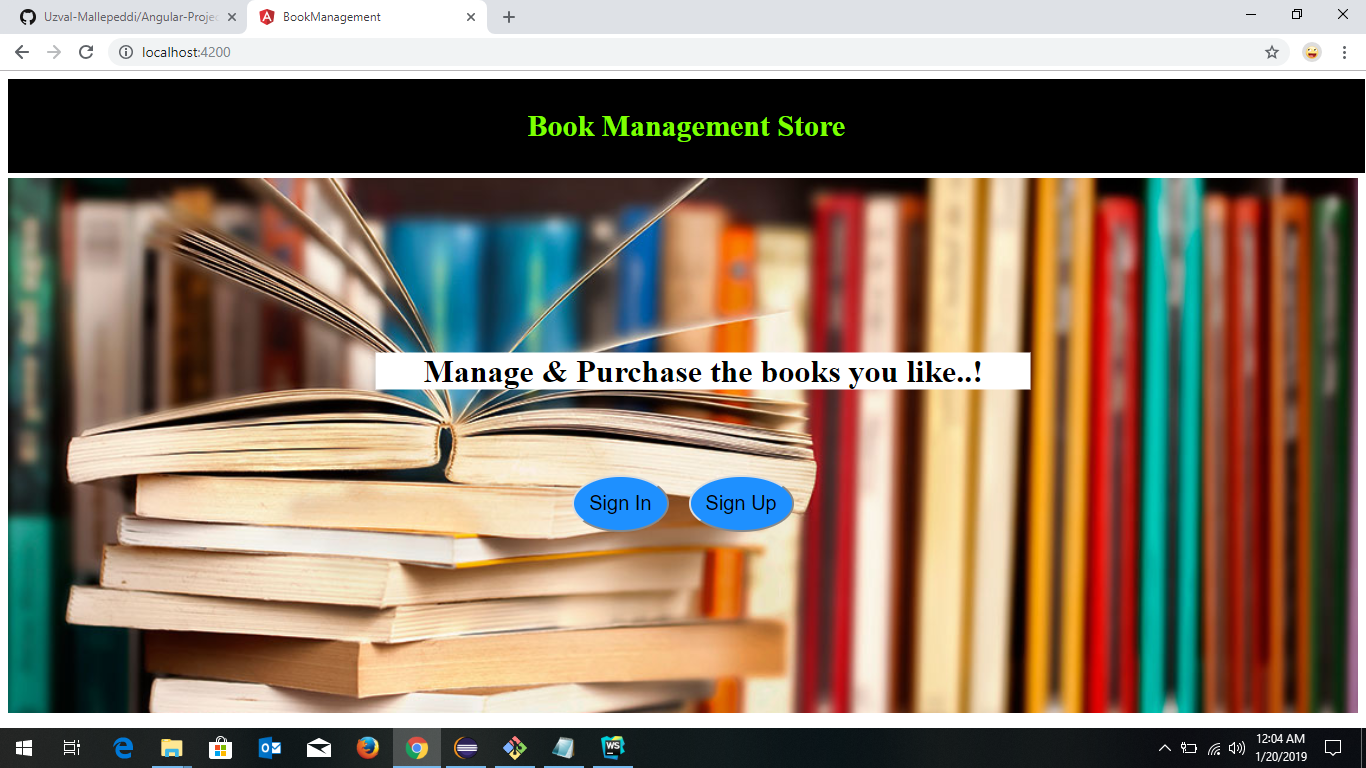 Uzval-Mallepeddi/Angular-Projec
BookManagement
localhost:4200
Book Management Store
Manage & Purchase the books you like..!
Sign In
Sign Up
WS
12:04 AM
1/20/2019